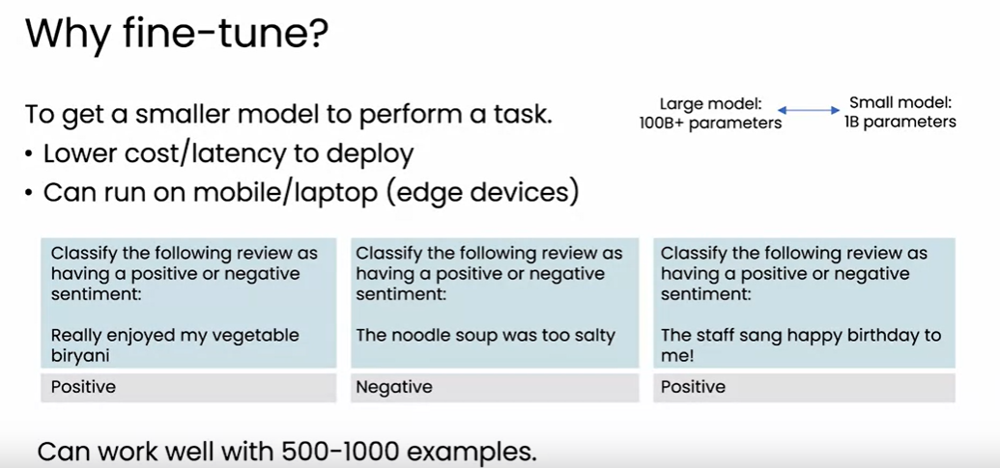 Why fine-tune?
To get a smaller model to perform a task.
• Lower cost/latency to deploy
• Can run on mobile/laptop (edge devices)
Large model:
100B+ parameters
Small model:
1B parameters
Classify the following review as
having a positive or negative
sentiment:
Really enjoyed my vegetable
biryani
Positive
Classify the following review as
having a positive or negative
sentiment:
The noodle soup was too salty
Negative
Classify the following review as
having a positive or negative
sentiment:
The staff sang happy birthday to
me!
Positive
Can work well with 500-1000 examples.